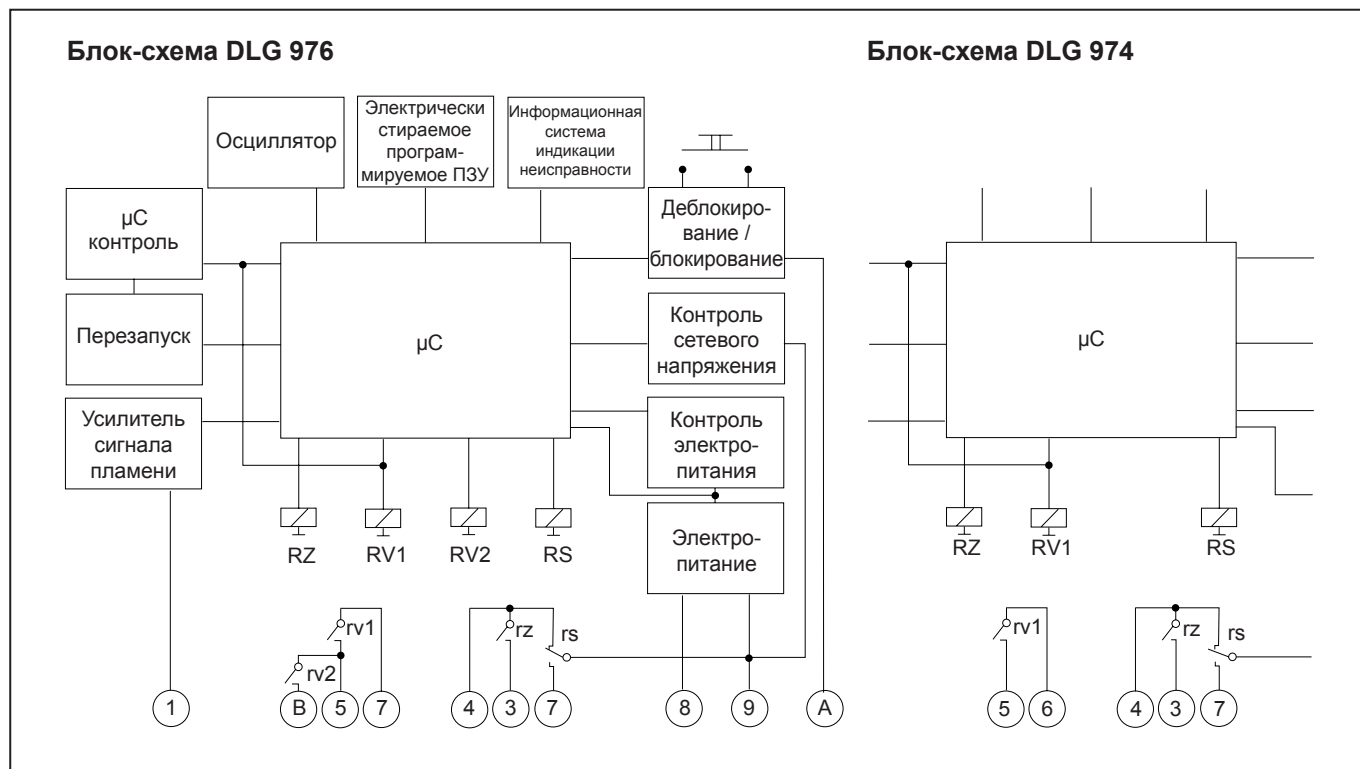 Блок-схема DLG 976
Осциллятор
Электрически
стираемое
програм-
мируемое ПЗУ
Информационная
система
индикации
неисправности
µC
контроль
Деблокиро-
вание /
блокирование
Перезапуск
µC
Контроль
сетевого
напряжения
Усилитель
сигнала
пламени
Контроль
электро-
питания
Электро-
питание
RZ
RV1
RV2
RS
rv1
rv2
rz
rs
1
B
5
7
4
3
7
8
9
A
Блок-схема DLG 974
µC
RZ
RV1
RS
rv1
rz
rs
5
6
4
3
7